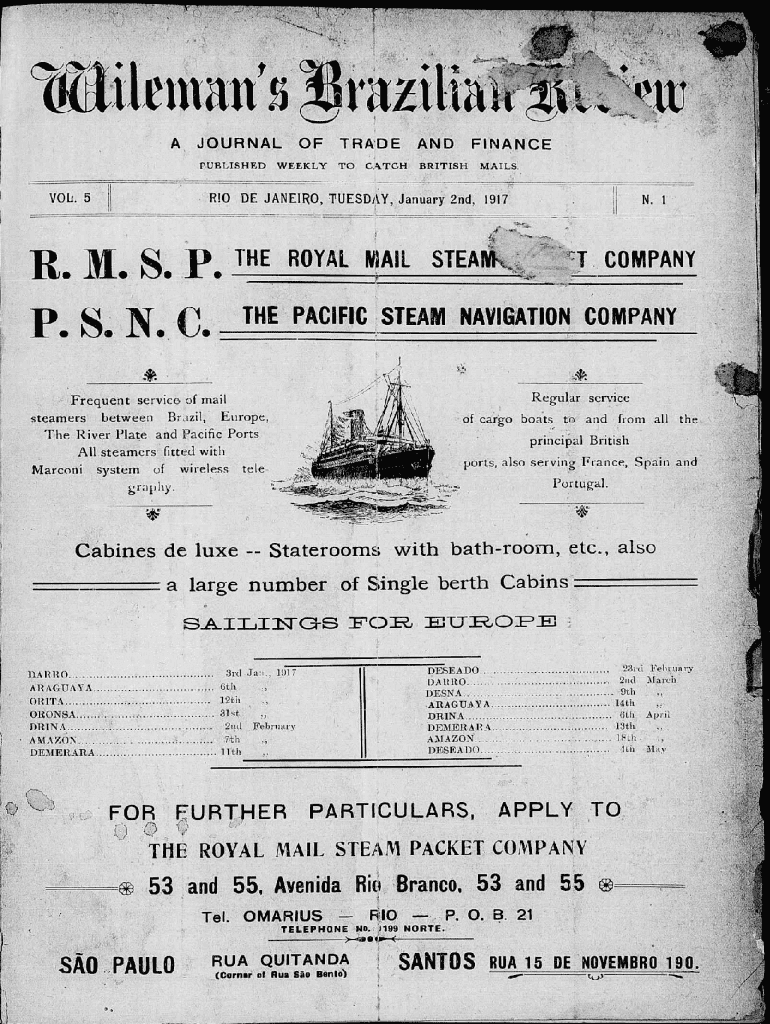 Wileman's Brazilian Review
A JOURNAL OF TRADE AND FINANCE
PUBLISHED WEEKLY TO CATCH BRITISH MAILS.
VOL. 5 RIO DE JANEIRO, TUESDAY, January 2nd, 1917 N. 1
R. M. S. P. THE ROYAL MAIL STEAM T COMPANY
P. S. N. C. THE PACIFIC STEAM NAVIGATION COMPANY
Frequent service of mail
steamers between Brazil, Europe,
The River Plate and Pacific Ports
All steamers fitted with
Marconi system of wireless tele-
graphy.
Regular service
of cargo boats to and from all the
principal British
ports, also serving France, Spain and
Portugal.
Cabines de luxe -- Staterooms with bath-room, etc., also
a large number of Single berth Cabins
SAILINGS FOR EUROPE
DARRO 3rd Jan., 1917
ARAGUAYA 6th ,,
ORITA 12th ,,
ORONSA 31st ,,
DRINA 2nd February
AMAZON 7th ,,
DEMERARA 11th ,,
DESEADO 23rd February
DARRO 2nd March
DESNA 9th ,,
ARAGUAYA 14th ,,
DRINA 6th April
DEMERARA 13th ,,
AMAZON 18th ,,
DESEADO 4th May
FOR FURTHER PARTICULARS, APPLY TO
THE ROYAL MAIL STEAM PACKET COMPANY
53 and 55, Avenida Rio Branco, 53 and 55
Tel. OMARIUS — RIO — P. O. B. 21
TELEPHONE No. 1199 NORTE.
SÃO PAULO RUA QUITANDA
(Corner of Rua São Bento)
SANTOS RUA 15 DE NOVEMBRO 190.